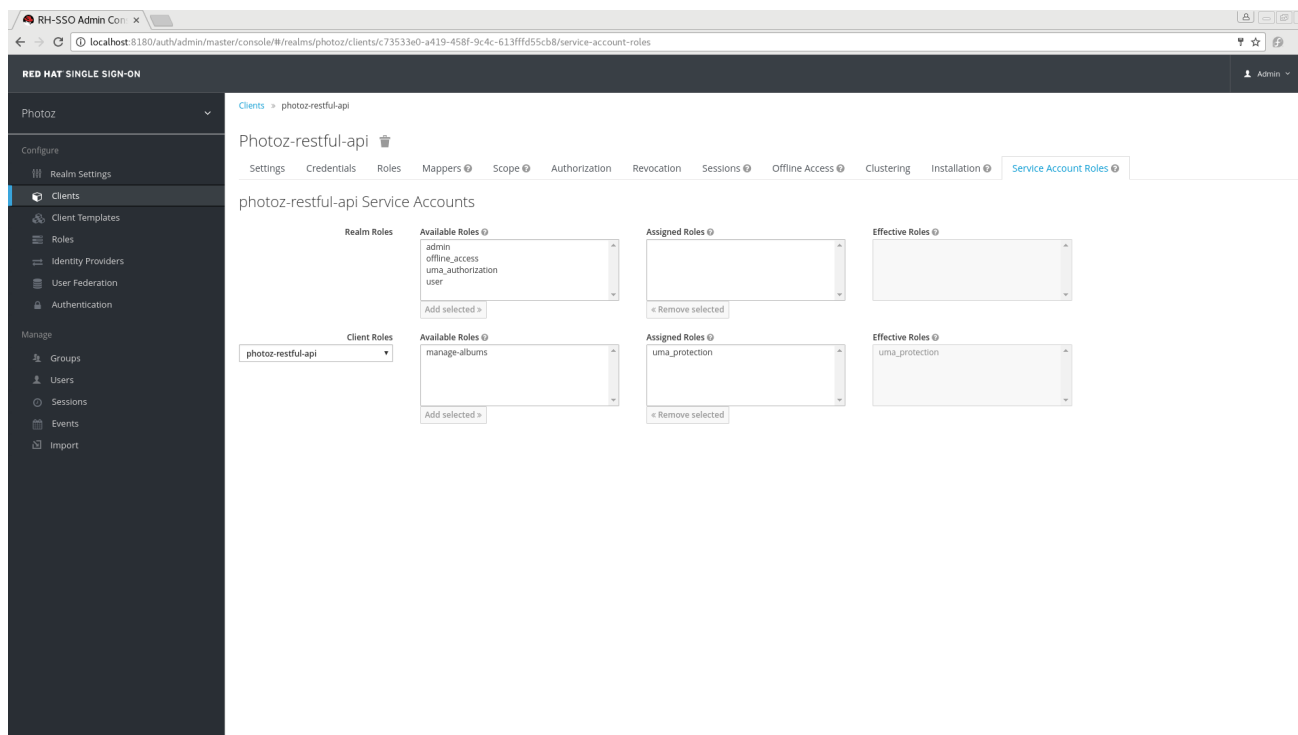 RH-SSO Admin Con
localhost:8180/auth/admin/master/console/#/realms/photoz/clients/c73533e0-a419-458f-9c4c-613fffd55cb8/service-account-roles
RED HAT SINGLE SIGN-ON
Admin
Photoz
Configure
Realm Settings
Clients
Client Templates
Roles
Identity Providers
User Federation
Authentication
Manage
Groups
Users
Sessions
Events
Import
Clients » photoz-restful-api
Photoz-restful-api
Settings Credentials Roles Mappers Scope Authorization Revocation Sessions Offline Access Clustering Installation Service Account Roles
photoz-restful-api Service Accounts
Realm Roles Available Roles Assigned Roles Effective Roles
admin
offline_access
uma_authorization
user
Add selected » « Remove selected
Client Roles Available Roles Assigned Roles Effective Roles
photoz-restful-api manage-albums uma_protection uma_protection
Add selected » « Remove selected